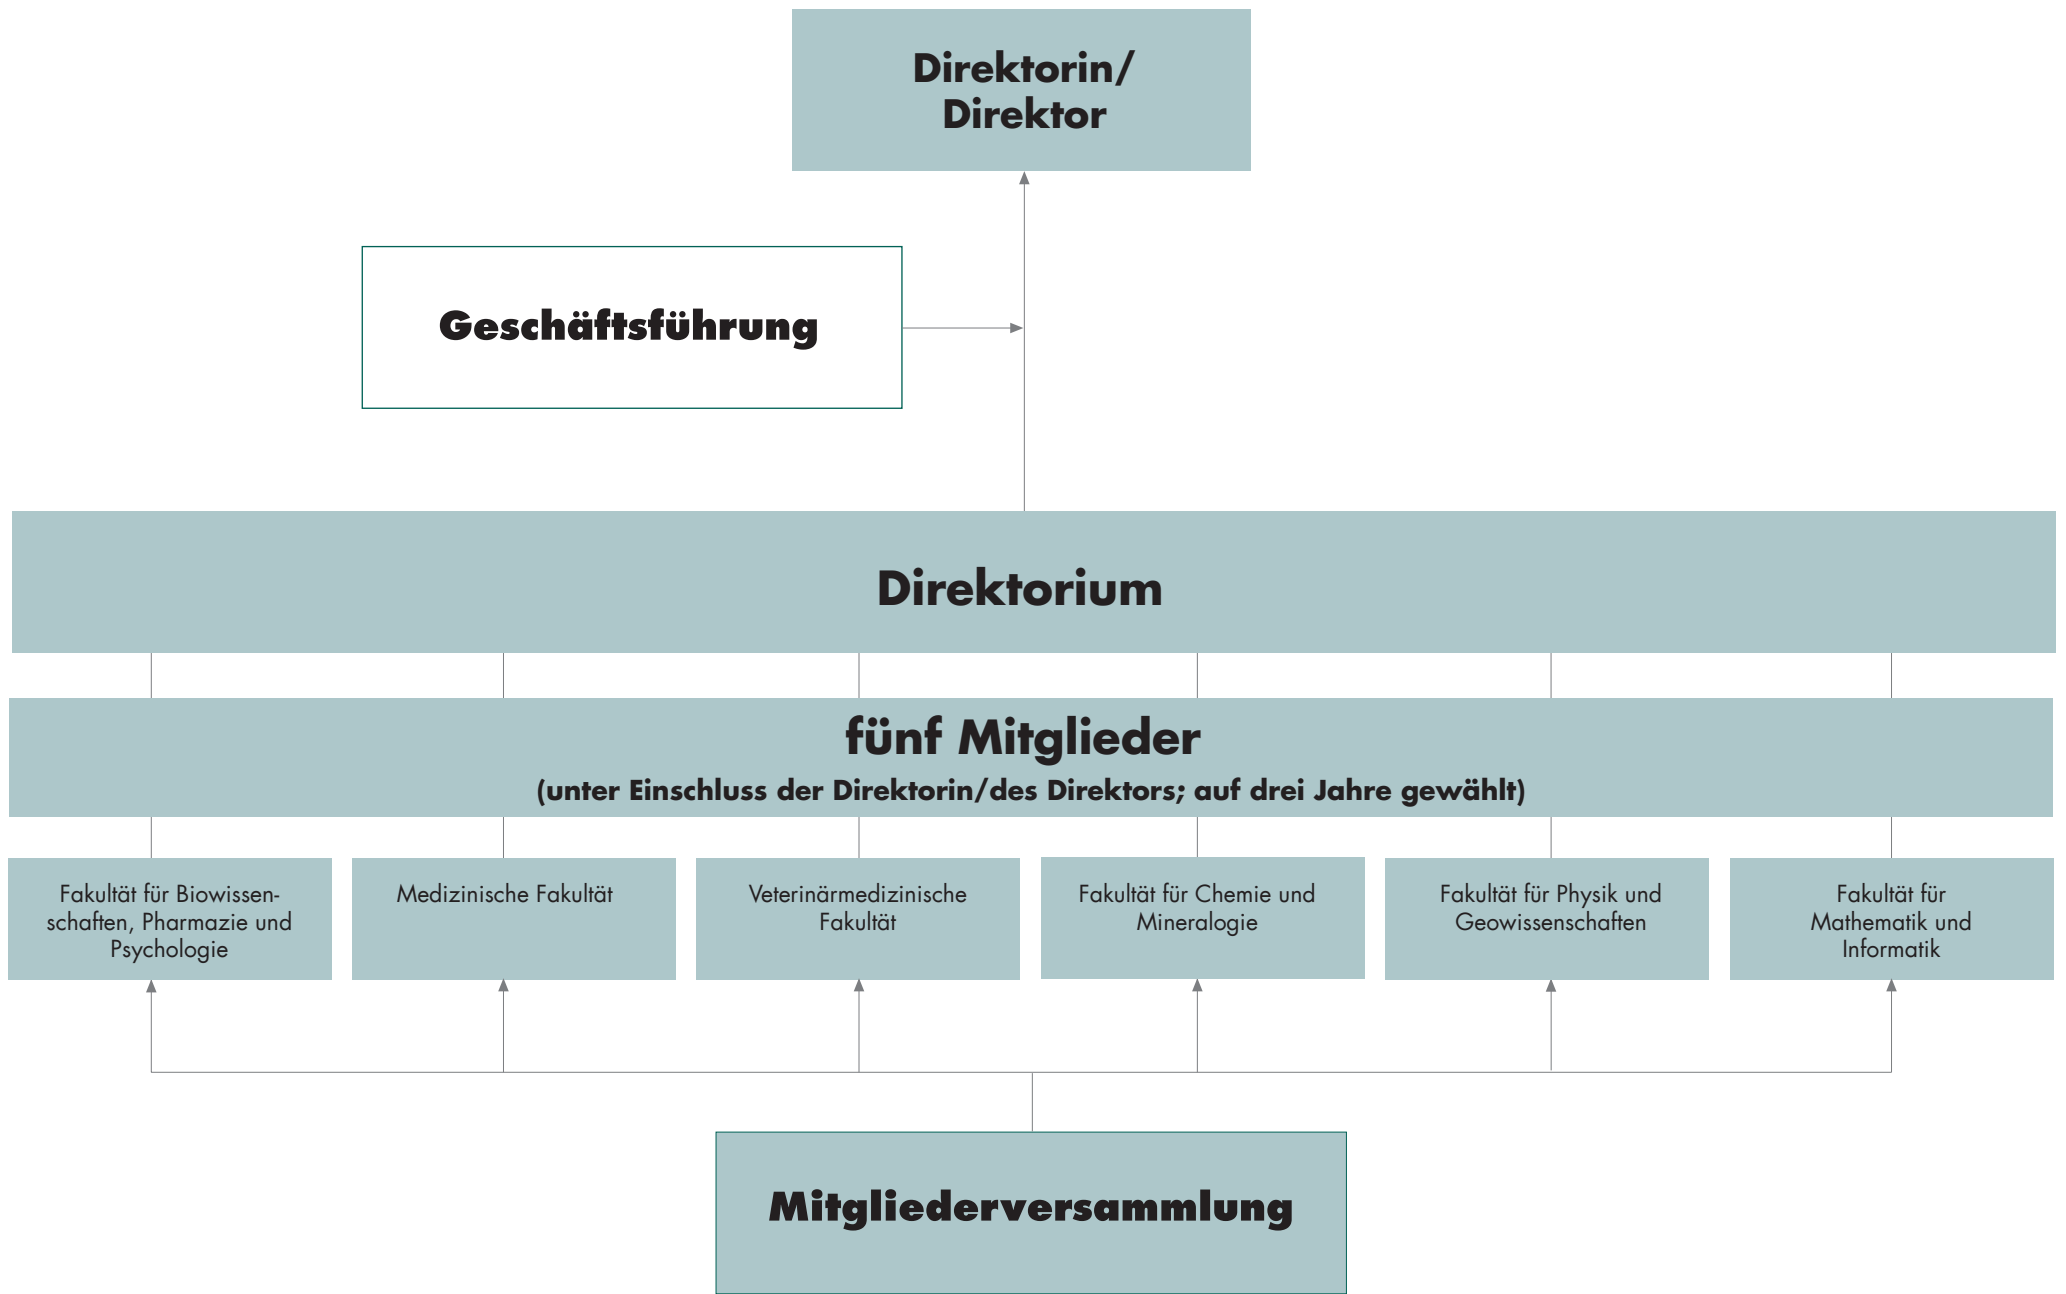 Direktorin/
Direktor
Geschäftsführung
Direktorium
fünf Mitglieder
(unter Einschluss der Direktorin/des Direktors; auf drei Jahre gewählt)
Fakultät für Biowissen-
schaften, Pharmazie und
Psychologie
Medizinische Fakultät
Veterinärmedizinische
Fakultät
Fakultät für Chemie und
Mineralogie
Fakultät für Physik und
Geowissenschaften
Fakultät für
Mathematik und
Informatik
Mitgliederversammlung